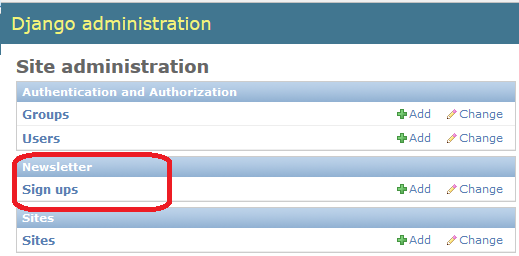 Django administration
Site administration
Authentication and Authorization
Groups Add Change
Users Add Change
Newsletter
Sign ups Add Change
Sites
Sites Add Change